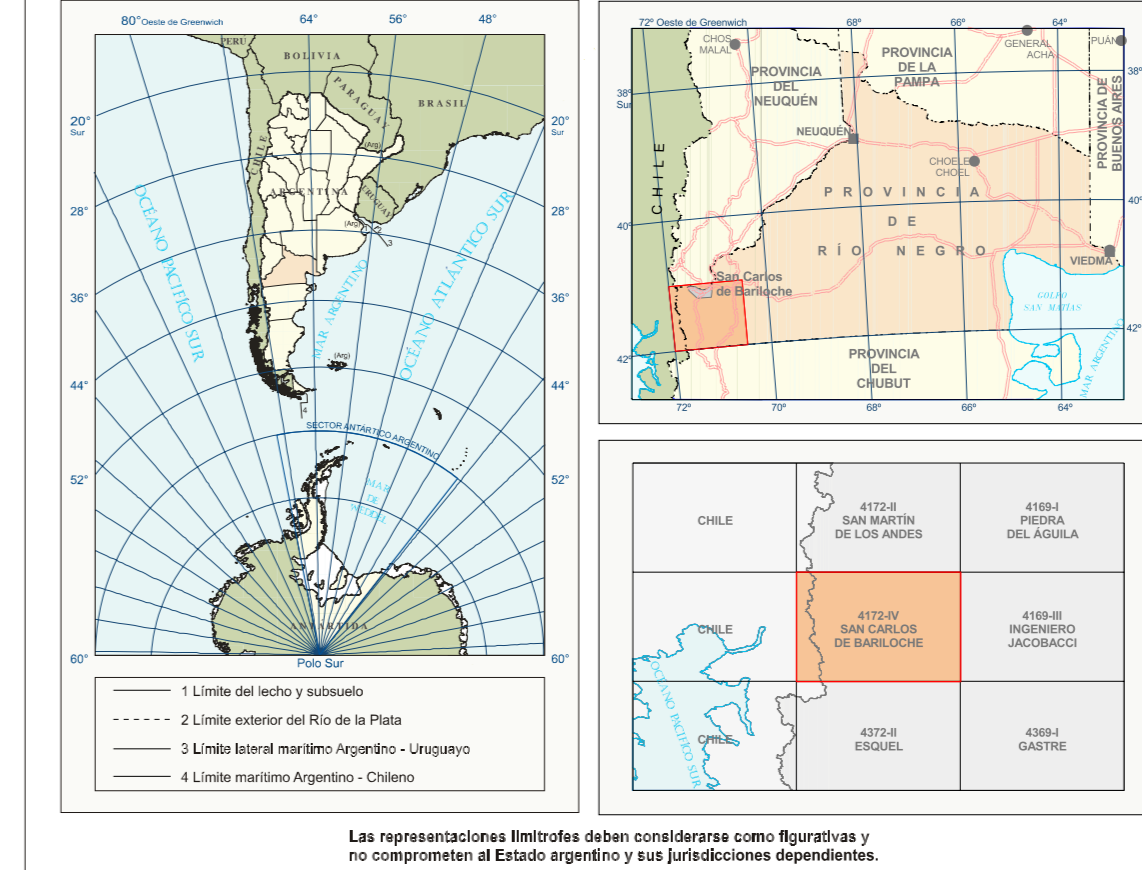 80° Oeste de Greenwich 64° 56° 48°
PERÚ
BOLIVIA
PARAGUAY
BRASIL
20°
Sur
20°
Sur
CHILE
(Arg)
ARGENTINA
URUGUAY
28°
28°
(Arg) 1 2
3
OCÉANO PACIFÍCO SUR
OCÉANO ATLÁNTICO SUR
MAR ARGENTINO
36°
36°
(Arg)
44°
44°
4
SECTOR ANTÁRTICO ARGENTINO
52°
52°
MAR
DE
WEDDEL
ANTÁRTIDA
60°
60°
Polo Sur
1 Límite del lecho y subsuelo
2 Límite exterior del Río de la Plata
3 Límite lateral marítimo Argentino - Uruguayo
4 Límite marítimo Argentino - Chileno
72° Oeste de Greenwich 68° 66° 64°
CHOS
MALAL
GENERAL
ACHA
PUÁN
PROVINCIA
DEL
NEUQUÉN
PROVINCIA
DE LA
PAMPA
38°
Sur
38°
PROVINCIA DE
BUENOS AIRES
NEUQUÉN
CHOELE
CHOEL
CHILE
PROVINCIA
DE
RÍO NEGRO
40°
40°
VIEDMA
San Carlos
de Bariloche
GOLFO
SAN MATÍAS
MAR ARGENTINO
42°
42°
PROVINCIA
DEL
CHUBUT
72° 70° 68° 66° 64°
CHILE
4172-II
SAN MARTÍN
DE LOS ANDES
4169-I
PIEDRA
DEL ÁGUILA
CHILE
4172-IV
SAN CARLOS
DE BARILOCHE
4169-III
INGENIERO
JACOBACCI
OCÉANO PACÍFICO SUR
CHILE
4372-II
ESQUEL
4369-I
GASTRE
Las representaciones limítrofes deben considerarse como figurativas y
no comprometen al Estado argentino y sus jurisdicciones dependientes.